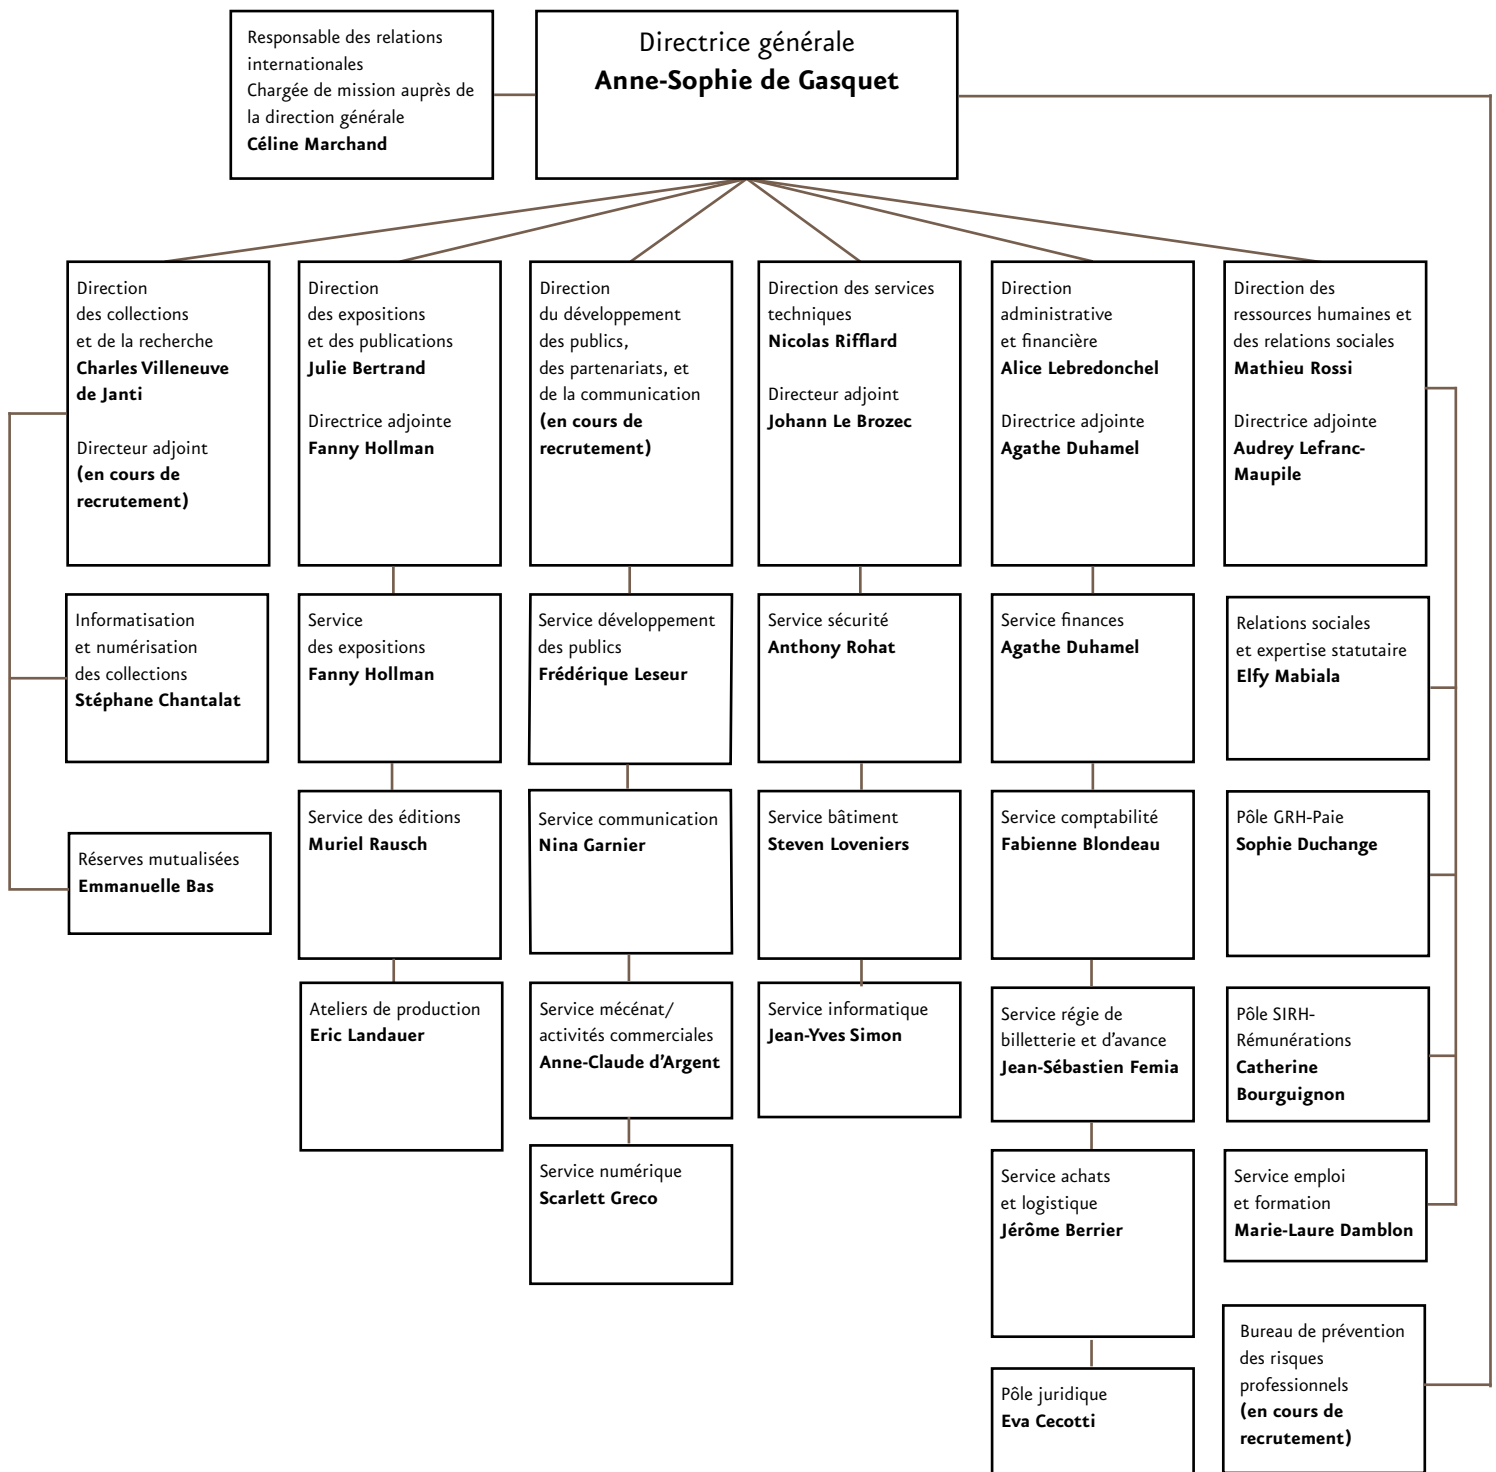 Responsable des relations
internationales
Chargée de mission auprès de
la direction générale
Céline Marchand
Directrice générale
Anne-Sophie de Gasquet
Direction
des collections
et de la recherche
Charles Villeneuve
de Janti
Directeur adjoint
(en cours de
recrutement)
Direction
des expositions
et des publications
Julie Bertrand
Directrice adjointe
Fanny Hollman
Direction
du développement
des publics,
des partenariats, et
de la communication
(en cours de
recrutement)
Direction des services
techniques
Nicolas Rifflard
Directeur adjoint
Johann Le Brozec
Direction
administrative
et financière
Alice Lebredonchel
Directrice adjointe
Agathe Duhamel
Direction des
ressources humaines et
des relations sociales
Mathieu Rossi
Directrice adjointe
Audrey Lefranc-
Maupile
Informatisation
et numérisation
des collections
Stéphane Chantalat
Service
des expositions
Fanny Hollman
Service développement
des publics
Frédérique Leseur
Service sécurité
Anthony Rohat
Service finances
Agathe Duhamel
Relations sociales
et expertise statutaire
Elfy Mabiala
Réserves mutualisées
Emmanuelle Bas
Service des éditions
Muriel Rausch
Service communication
Nina Garnier
Service bâtiment
Steven Loveniers
Service comptabilité
Fabienne Blondeau
Pôle GRH-Paie
Sophie Duchange
Ateliers de production
Eric Landauer
Service mécénat/
activités commerciales
Anne-Claude d'Argent
Service informatique
Jean-Yves Simon
Service régie de
billetterie et d'avance
Jean-Sébastien Femia
Pôle SIRH-
Rémunérations
Catherine
Bourguignon
Service numérique
Scarlett Greco
Service achats
et logistique
Jérôme Berrier
Service emploi
et formation
Marie-Laure Damblon
Pôle juridique
Eva Cecotti
Bureau de prévention
des risques
professionnels
(en cours de
recrutement)